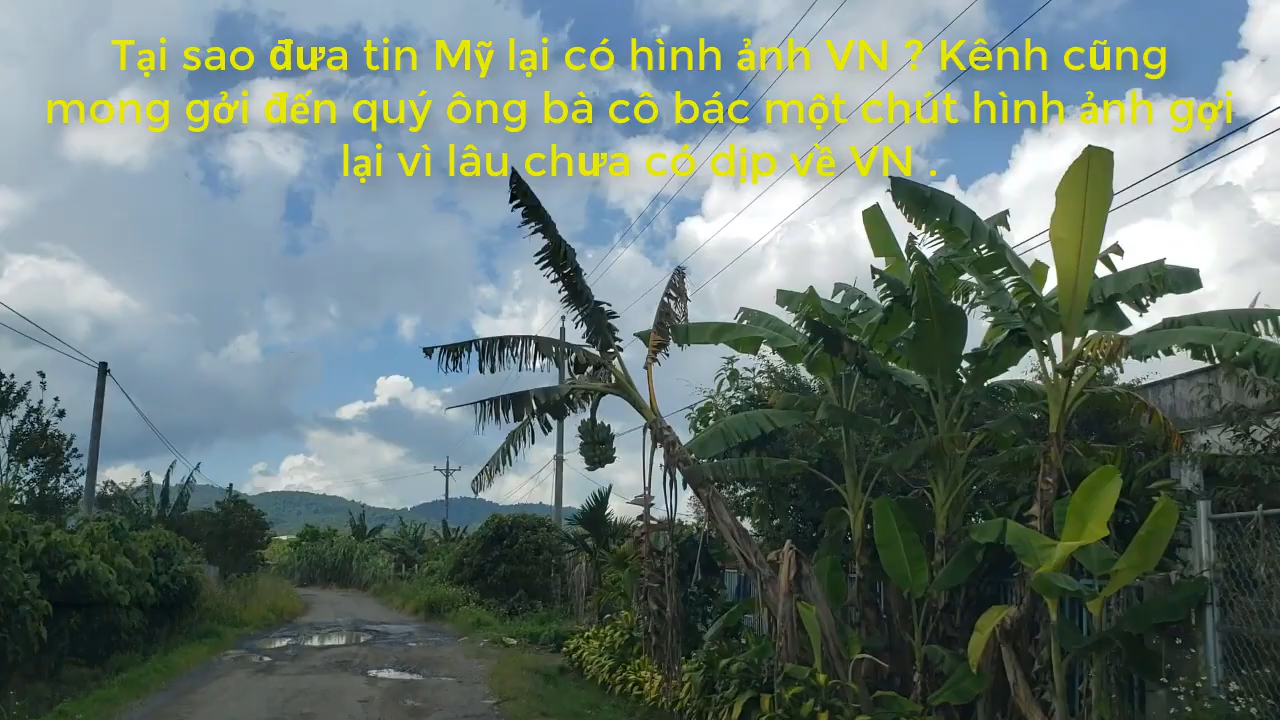 Tại sao đưa tin Mỹ lại có hình ảnh VN ? Kênh cũng
mong gởi đến quý ông bà cô bác một chút hình ảnh gợi
lại vì lâu chưa có dịp về VN .